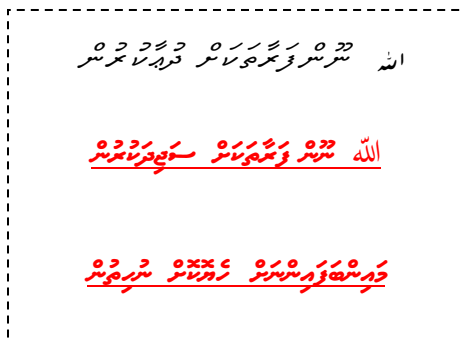 ﷲ ނޫންފަރާތަކަށް ދުޢާކުރުން
ﷲ ނޫން ފަރާތަކަށް ސަޖިދަކުރުން
މައިންބަފައިންނަށް ހެޔޮކޮށް ނުހިތުން